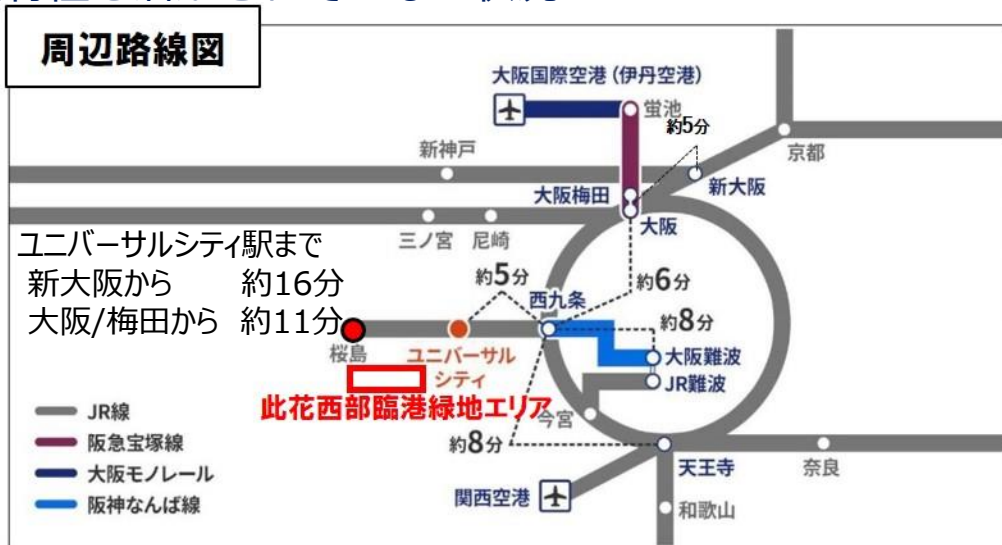 周辺路線図
大阪国際空港（伊丹空港）
蛍池
約5分
京都
新神戸
新大阪
大阪梅田
大阪
三ノ宮
尼崎
ユニバーサルシティ駅まで
新大阪から 約16分
大阪/梅田から 約11分
約5分
西九条
約6分
約8分
桜島
ユニバーサル
シティ
大阪難波
JR難波
此花西部臨港緑地エリア
今宮
JR線
阪急宝塚線
大阪モノレール
阪神なんば線
約8分
天王寺
奈良
関西空港
和歌山